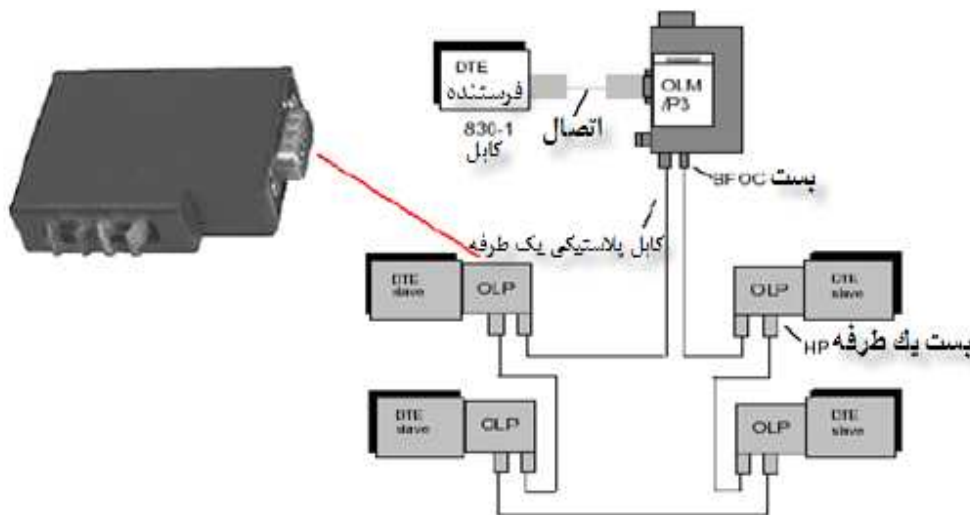 DTE
فرستنده
830-1
کابل
اتصال
OLM
/P3
BFOC بست
کابل پلاستیکی یک طرفه
DTE
slave
OLP
OLP
DTE
slave
HP بست یك طرفه
DTE
slave
OLP
OLP
DTE
slave